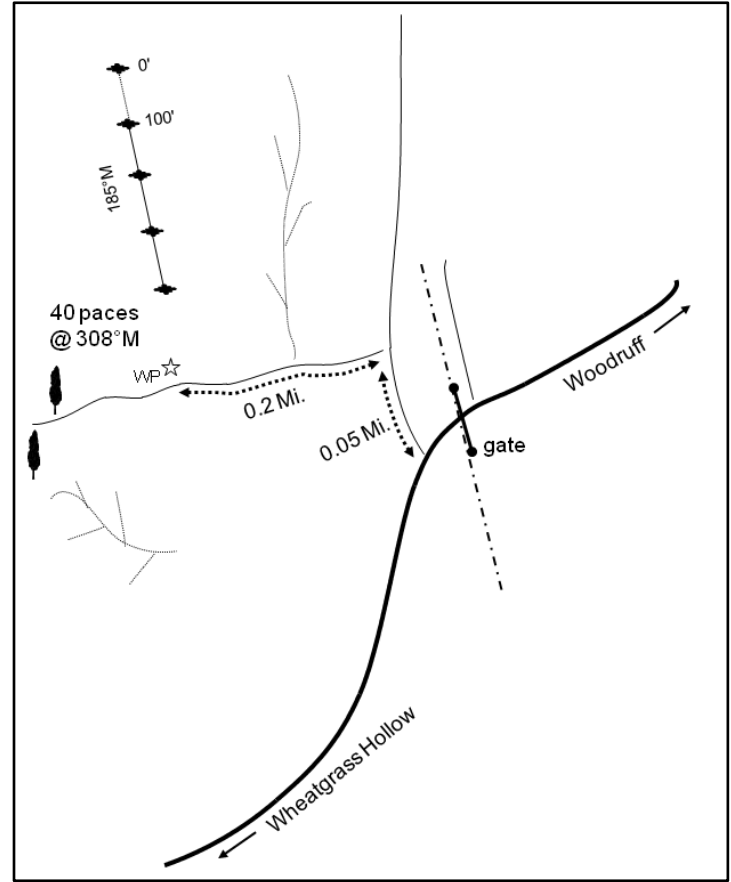 0'
100'
185°M
40 paces
@ 308°M
WP
0.2 Mi.
0.05 Mi.
Woodruff
gate
Wheatgrass Hollow